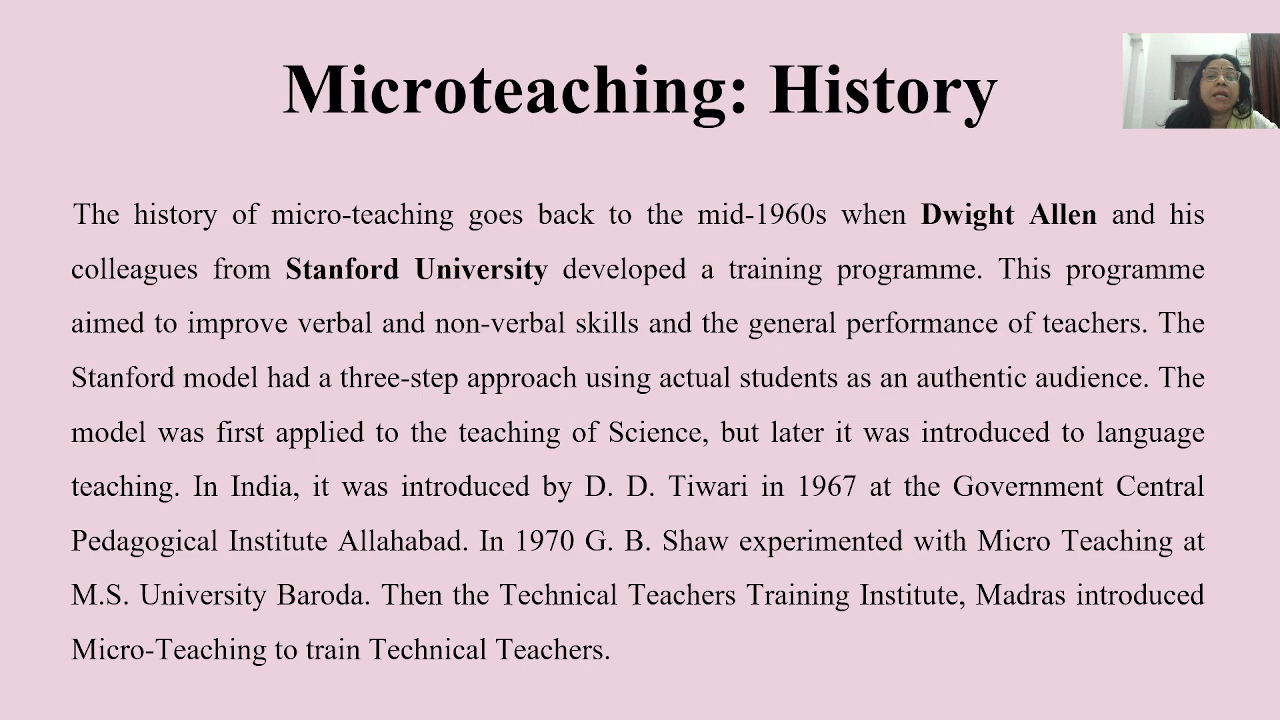 Microteaching: History
The history of micro-teaching goes back to the mid-1960s when Dwight Allen and his
colleagues from Stanford University developed a training programme. This programme
aimed to improve verbal and non-verbal skills and the general performance of teachers. The
Stanford model had a three-step approach using actual students as an authentic audience. The
model was first applied to the teaching of Science, but later it was introduced to language
teaching. In India, it was introduced by D. D. Tiwari in 1967 at the Government Central
Pedagogical Institute Allahabad. In 1970 G. B. Shaw experimented with Micro Teaching at
M.S. University Baroda. Then the Technical Teachers Training Institute, Madras introduced
Micro-Teaching to train Technical Teachers.